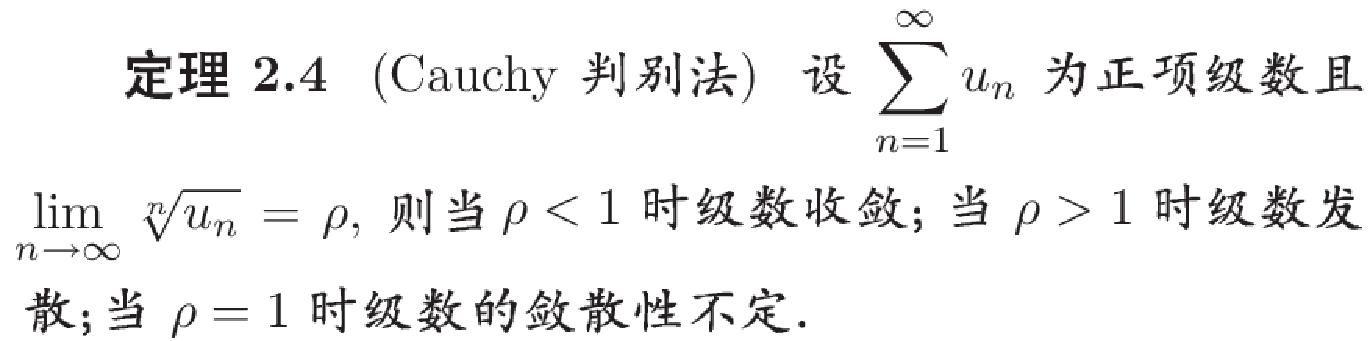 定理 2.4 (Cauchy 判别法) 设 $\sum_{n=1}^{\infty} u_n$ 为正项级数且
$\lim_{n\to\infty} \sqrt[n]{u_n} = \rho$, 则当 $\rho < 1$ 时级数收敛; 当 $\rho > 1$ 时级数发
散; 当 $\rho = 1$ 时级数的敛散性不定.